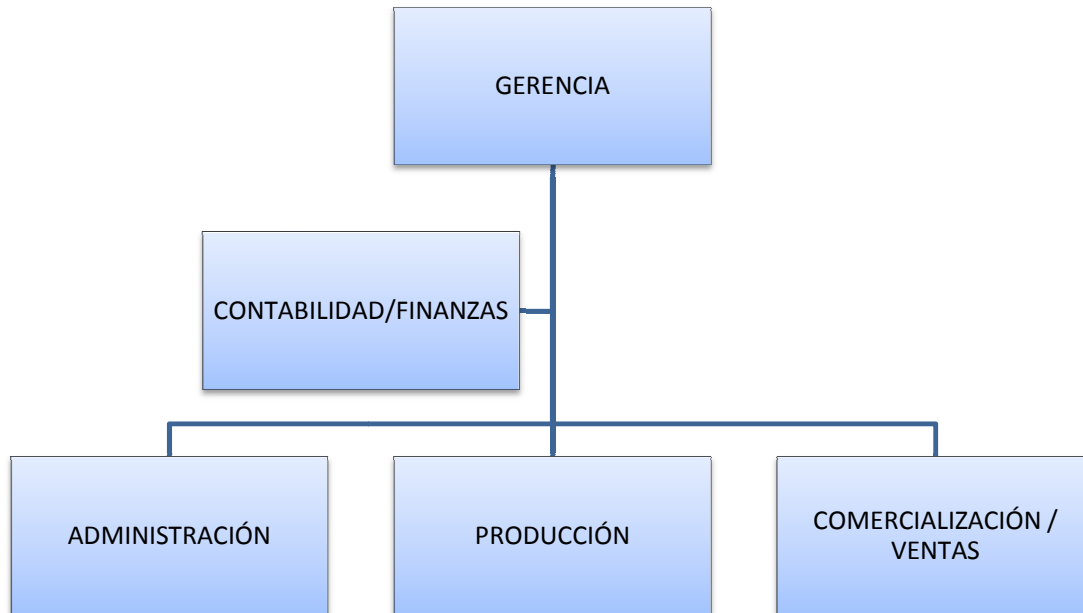 GERENCIA
CONTABILIDAD/FINANZAS
ADMINISTRACIÓN
PRODUCCIÓN
COMERCIALIZACIÓN /
VENTAS